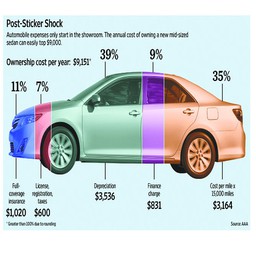 Post-Sticker Shock
Automobile expenses only start in the showroom. The annual cost of owning a new mid-sized
sedan can easily top $9,000.
Ownership cost per year: $9,151*
39%
9%
11%
7%
35%
Full-
coverage
insurance
$1,020
License,
registration,
taxes
$600
Depreciation
$3,536
Finance
charge
$831
Cost per mile x
15,000 miles
$3,164
* Greater than 100% due to rounding
Source: AAA